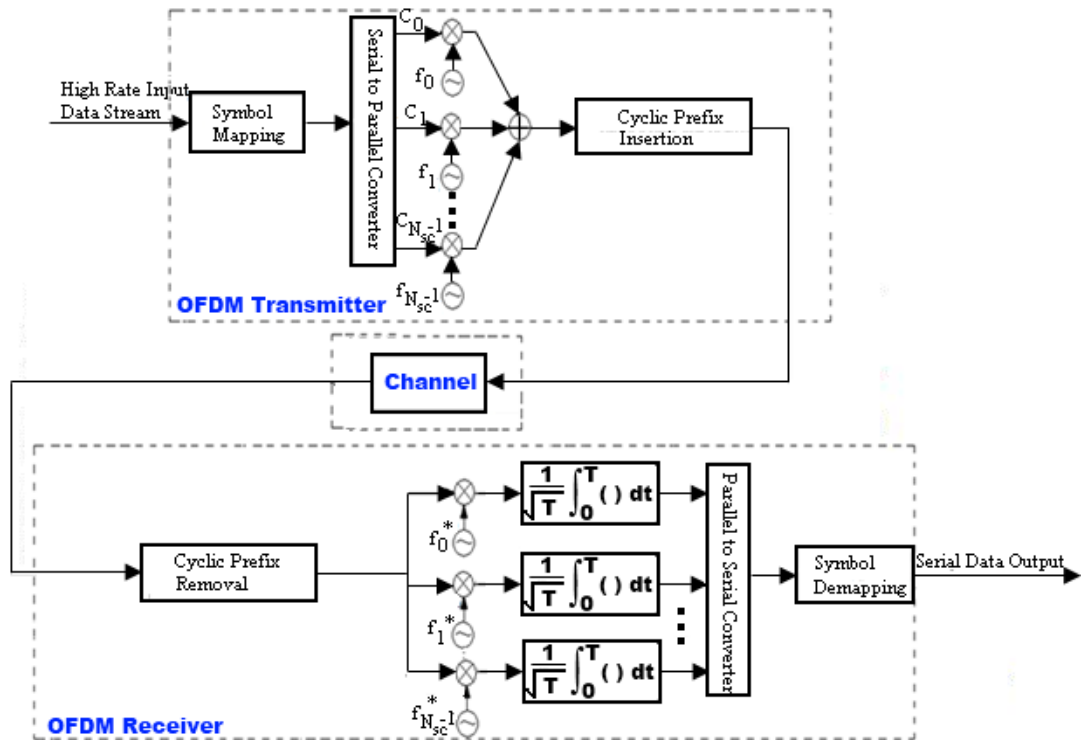 High Rate Input
Data Stream
Symbol
Mapping
Serial to Parallel Converter
C0
f0
C1
f1
CNsc-1
fNsc-1
Cyclic Prefix
Insertion
OFDM Transmitter
Channel
Cyclic Prefix
Removal
f0*
f1*
fNsc-1*
1/√T ∫0T ( ) dt
1/√T ∫0T ( ) dt
1/√T ∫0T ( ) dt
Parallel to Serial Converter
Symbol
Demapping
Serial Data Output
OFDM Receiver